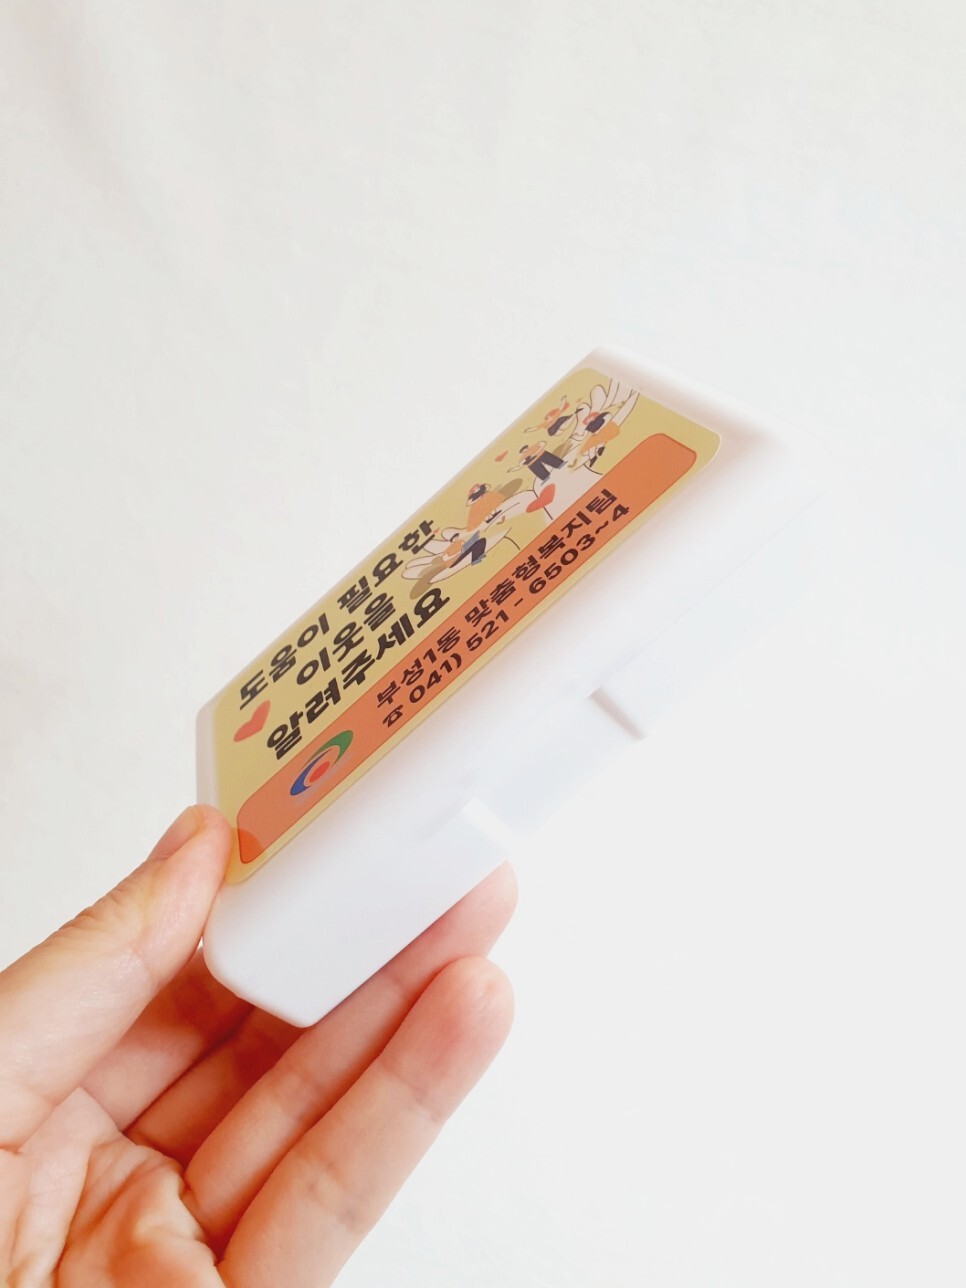 도움이 필요한
이웃을
알려주세요
부성1동 맞춤형복지팀
☎ 041) 521 - 6503~4